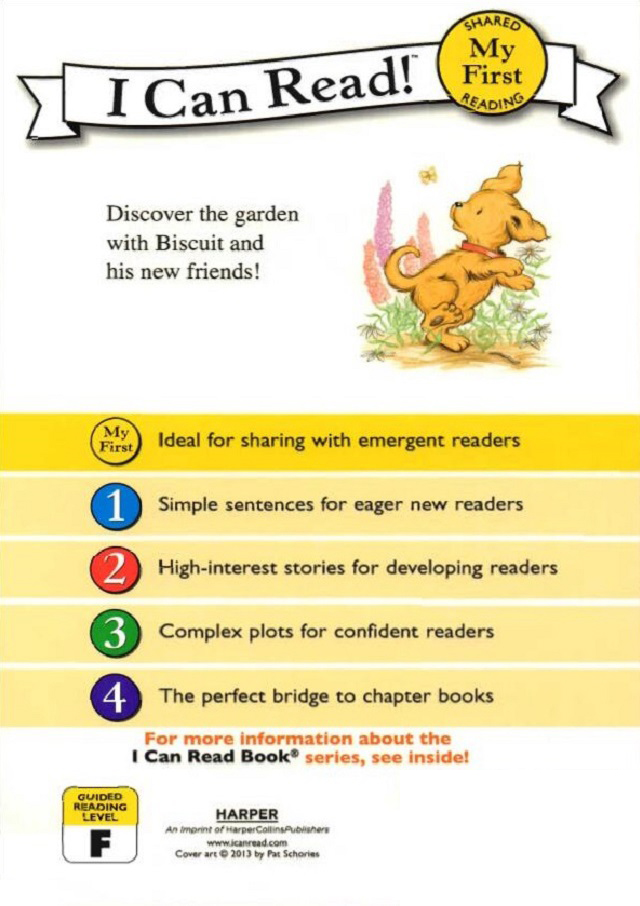 I Can Read!™
SHARED
My
First
READING
Discover the garden
with Biscuit and
his new friends!
My
First
Ideal for sharing with emergent readers
1
Simple sentences for eager new readers
2
High-interest stories for developing readers
3
Complex plots for confident readers
4
The perfect bridge to chapter books
For more information about the
I Can Read Book® series, see inside!
GUIDED
READING
LEVEL
F
HARPER
An Imprint of HarperCollinsPublishers
www.icanread.com
Cover art © 2013 by Pat Schories